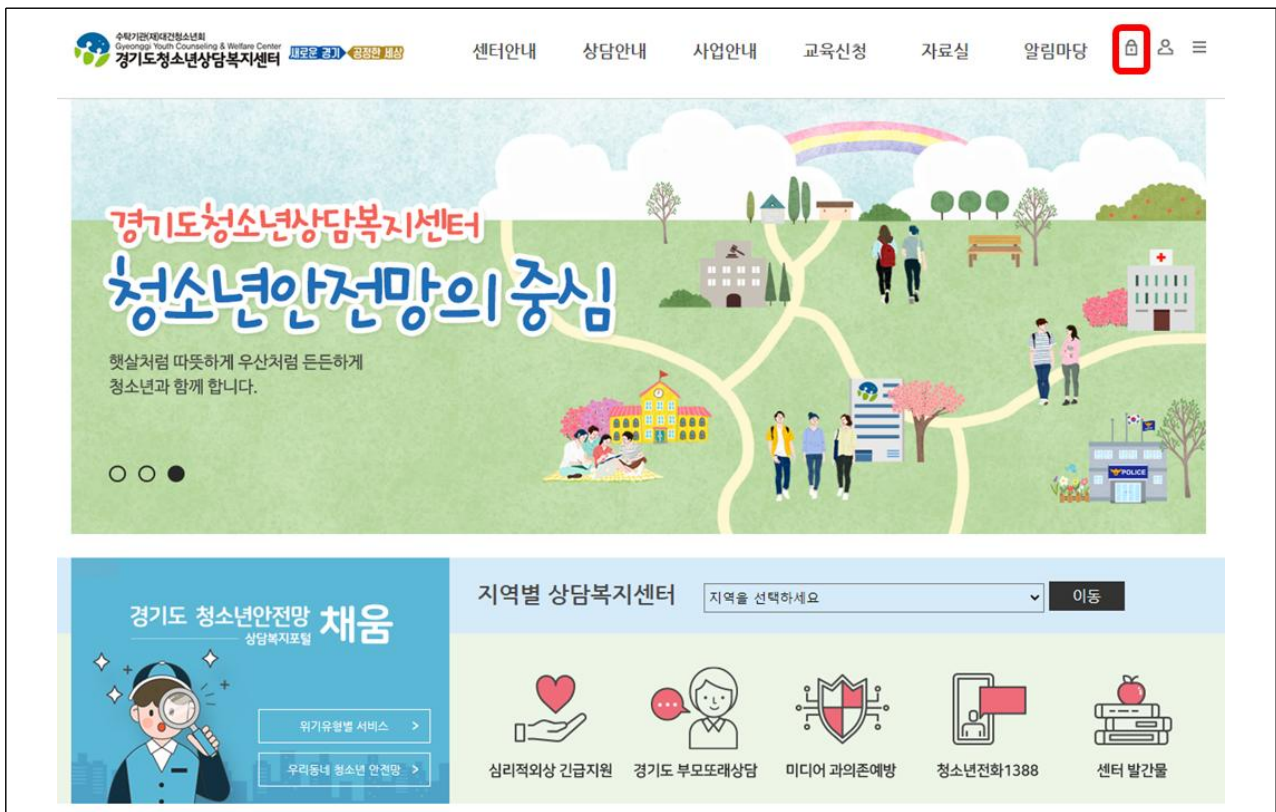 수탁기관(재)대건청소년회
Gyeonggi Youth Counseling & Welfare Center
경기도청소년상담복지센터
새로운 경기 공정한 세상
센터안내 상담안내 사업안내 교육신청 자료실 알림마당
경기도청소년상담복지센터
청소년안전망의 중심
햇살처럼 따뜻하게 우산처럼 든든하게
청소년과 함께 합니다.
POLICE
경기도 청소년안전망 채움
상담복지포털
위기유형별 서비스 >
우리동네 청소년 안전망 >
지역별 상담복지센터 지역을 선택하세요 이동
심리적외상 긴급지원 경기도 부모또래상담 미디어 과의존예방 청소년전화1388 센터 발간물